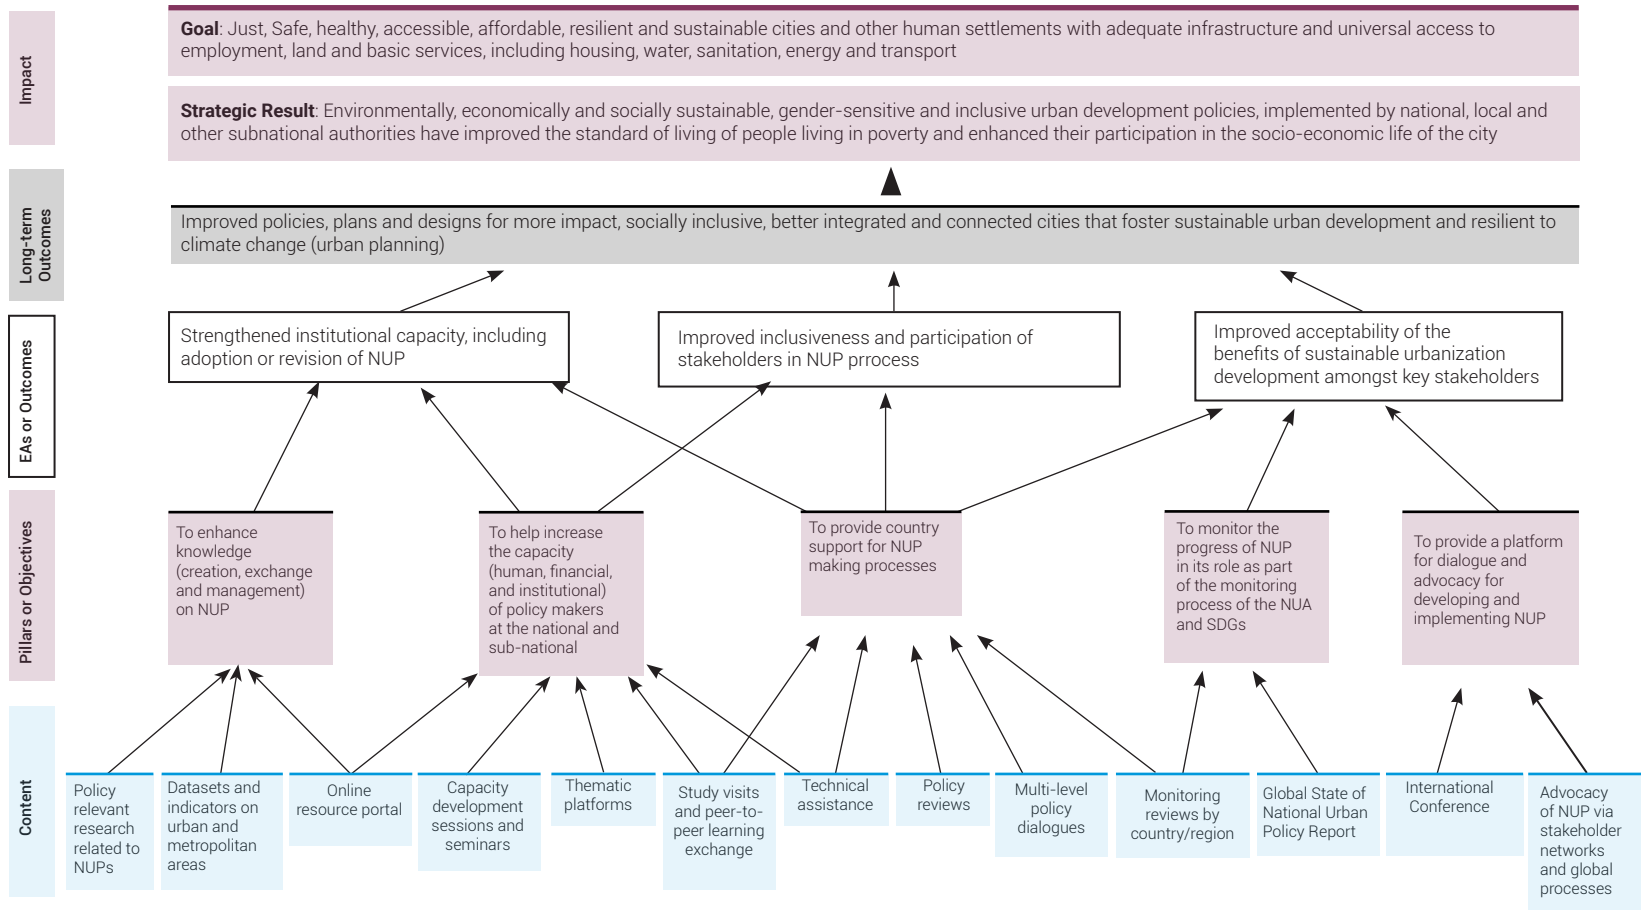 Impact
Goal: Just, Safe, healthy, accessible, affordable, resilient and sustainable cities and other human settlements with adequate infrastructure and universal access to
employment, land and basic services, including housing, water, sanitation, energy and transport
Strategic Result: Environmentally, economically and socially sustainable, gender-sensitive and inclusive urban development policies, implemented by national, local and
other subnational authorities have improved the standard of living of people living in poverty and enhanced their participation in the socio-economic life of the city
Long-term
Outcomes
Improved policies, plans and designs for more impact, socially inclusive, better integrated and connected cities that foster sustainable urban development and resilient to
climate change (urban planning)
EAs or Outcomes
Strengthened institutional capacity, including
adoption or revision of NUP
Improved inclusiveness and participation of
stakeholders in NUP prrocess
Improved acceptability of the
benefits of sustainable urbanization
development amongst key stakeholders
Pillars or Objectives
To enhance
knowledge
(creation, exchange
and management)
on NUP
To help increase
the capacity
(human, financial,
and institutional)
of policy makers
at the national and
sub-national
To provide country
support for NUP
making processes
To monitor the
progress of NUP
in its role as part
of the monitoring
process of the NUA
and SDGs
To provide a platform
for dialogue and
advocacy for
developing and
implementing NUP
Content
Policy
relevant
research
related to
NUPs
Datasets and
indicators on
urban and
metropolitan
areas
Online
resource portal
Capacity
development
sessions and
seminars
Thematic
platforms
Study visits
and peer-to-
peer learning
exchange
Technical
assistance
Policy
reviews
Multi-level
policy
dialogues
Monitoring
reviews by
country/region
Global State of
National Urban
Policy Report
International
Conference
Advocacy
of NUP via
stakeholder
networks
and global
processes